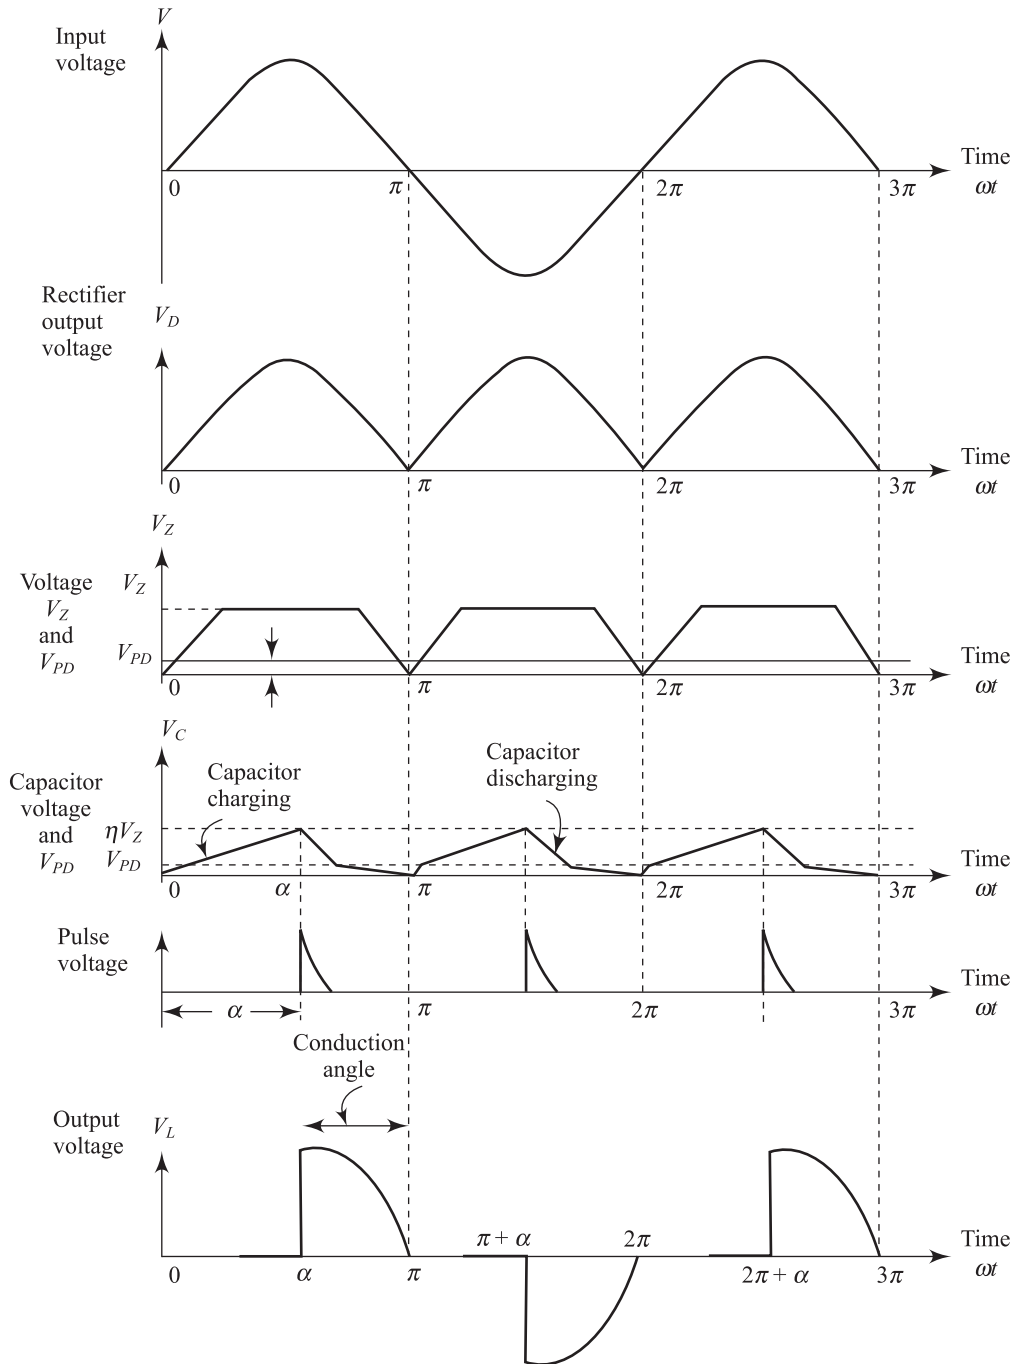 V
Input
voltage
Time
0
π
2π
3π
ωt
Rectifier
output
voltage
V_D
Time
0
π
2π
3π
ωt
V_Z
Voltage
V_Z
V_Z
and
V_PD
V_PD
Time
0
π
2π
3π
ωt
V_C
Capacitor
charging
Capacitor
discharging
Capacitor
voltage
and
V_PD
ηV_Z
V_PD
Time
0
α
π
2π
3π
ωt
Pulse
voltage
Time
α
π
2π
3π
ωt
Conduction
angle
Output
voltage
V_L
π + α
2π
Time
0
α
π
2π + α
3π
ωt